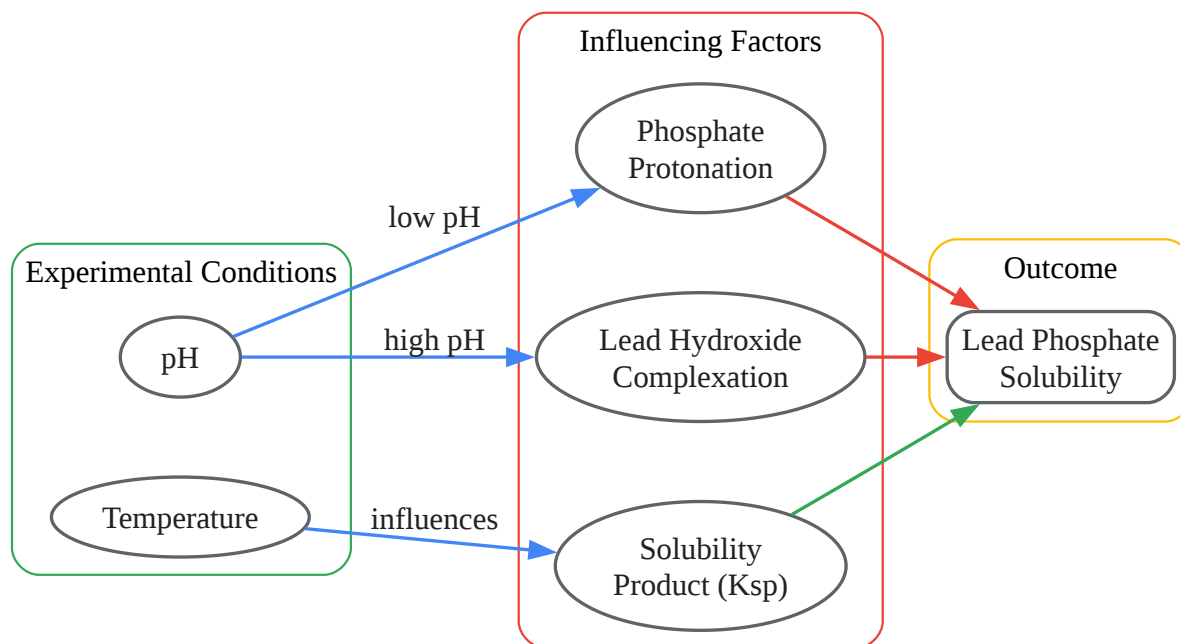 Influencing Factors
Phosphate
Protonation
low pH
Experimental Conditions
Outcome
pH
high pH
Lead Hydroxide
Complexation
Lead Phosphate
Solubility
Temperature
influences
Solubility
Product (Ksp)